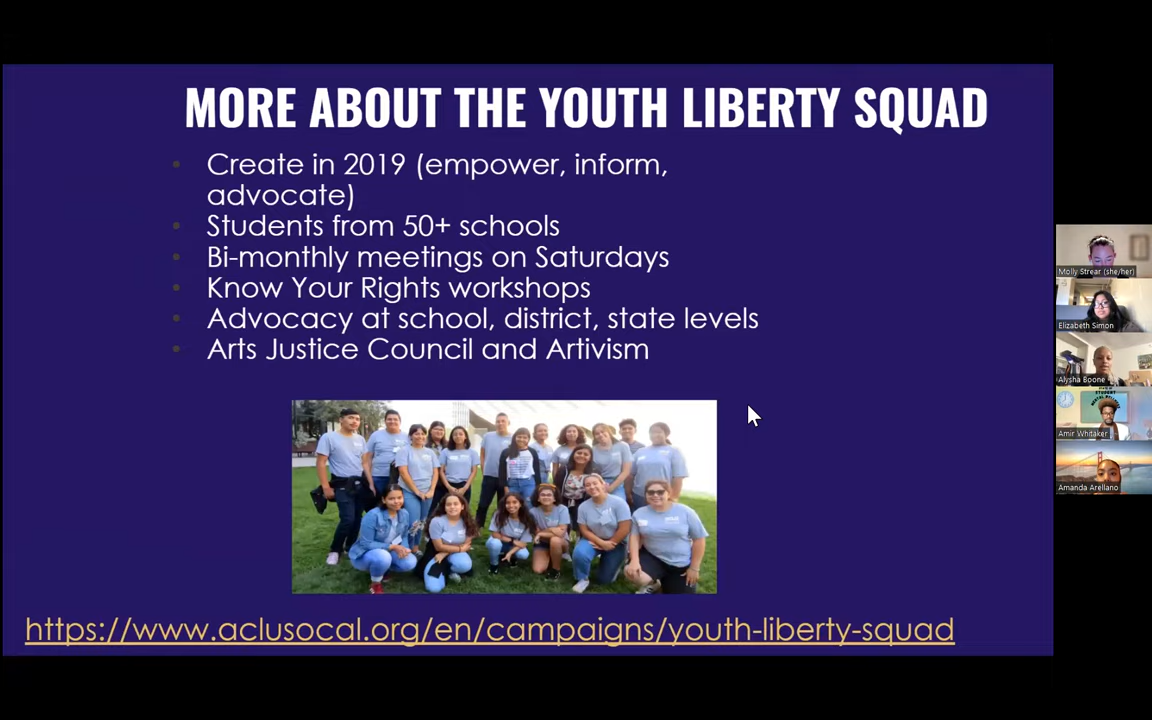 MORE ABOUT THE YOUTH LIBERTY SQUAD
• Create in 2019 (empower, inform,
advocate)
• Students from 50+ schools
• Bi-monthly meetings on Saturdays
• Know Your Rights workshops
• Advocacy at school, district, state levels
• Arts Justice Council and Artivism
https://www.aclusocal.org/en/campaigns/youth-liberty-squad
Molly Strear (she/her)
Elizabeth Simon
Alysha Boone
STUDENT
Amir Whitaker
Amanda Arellano